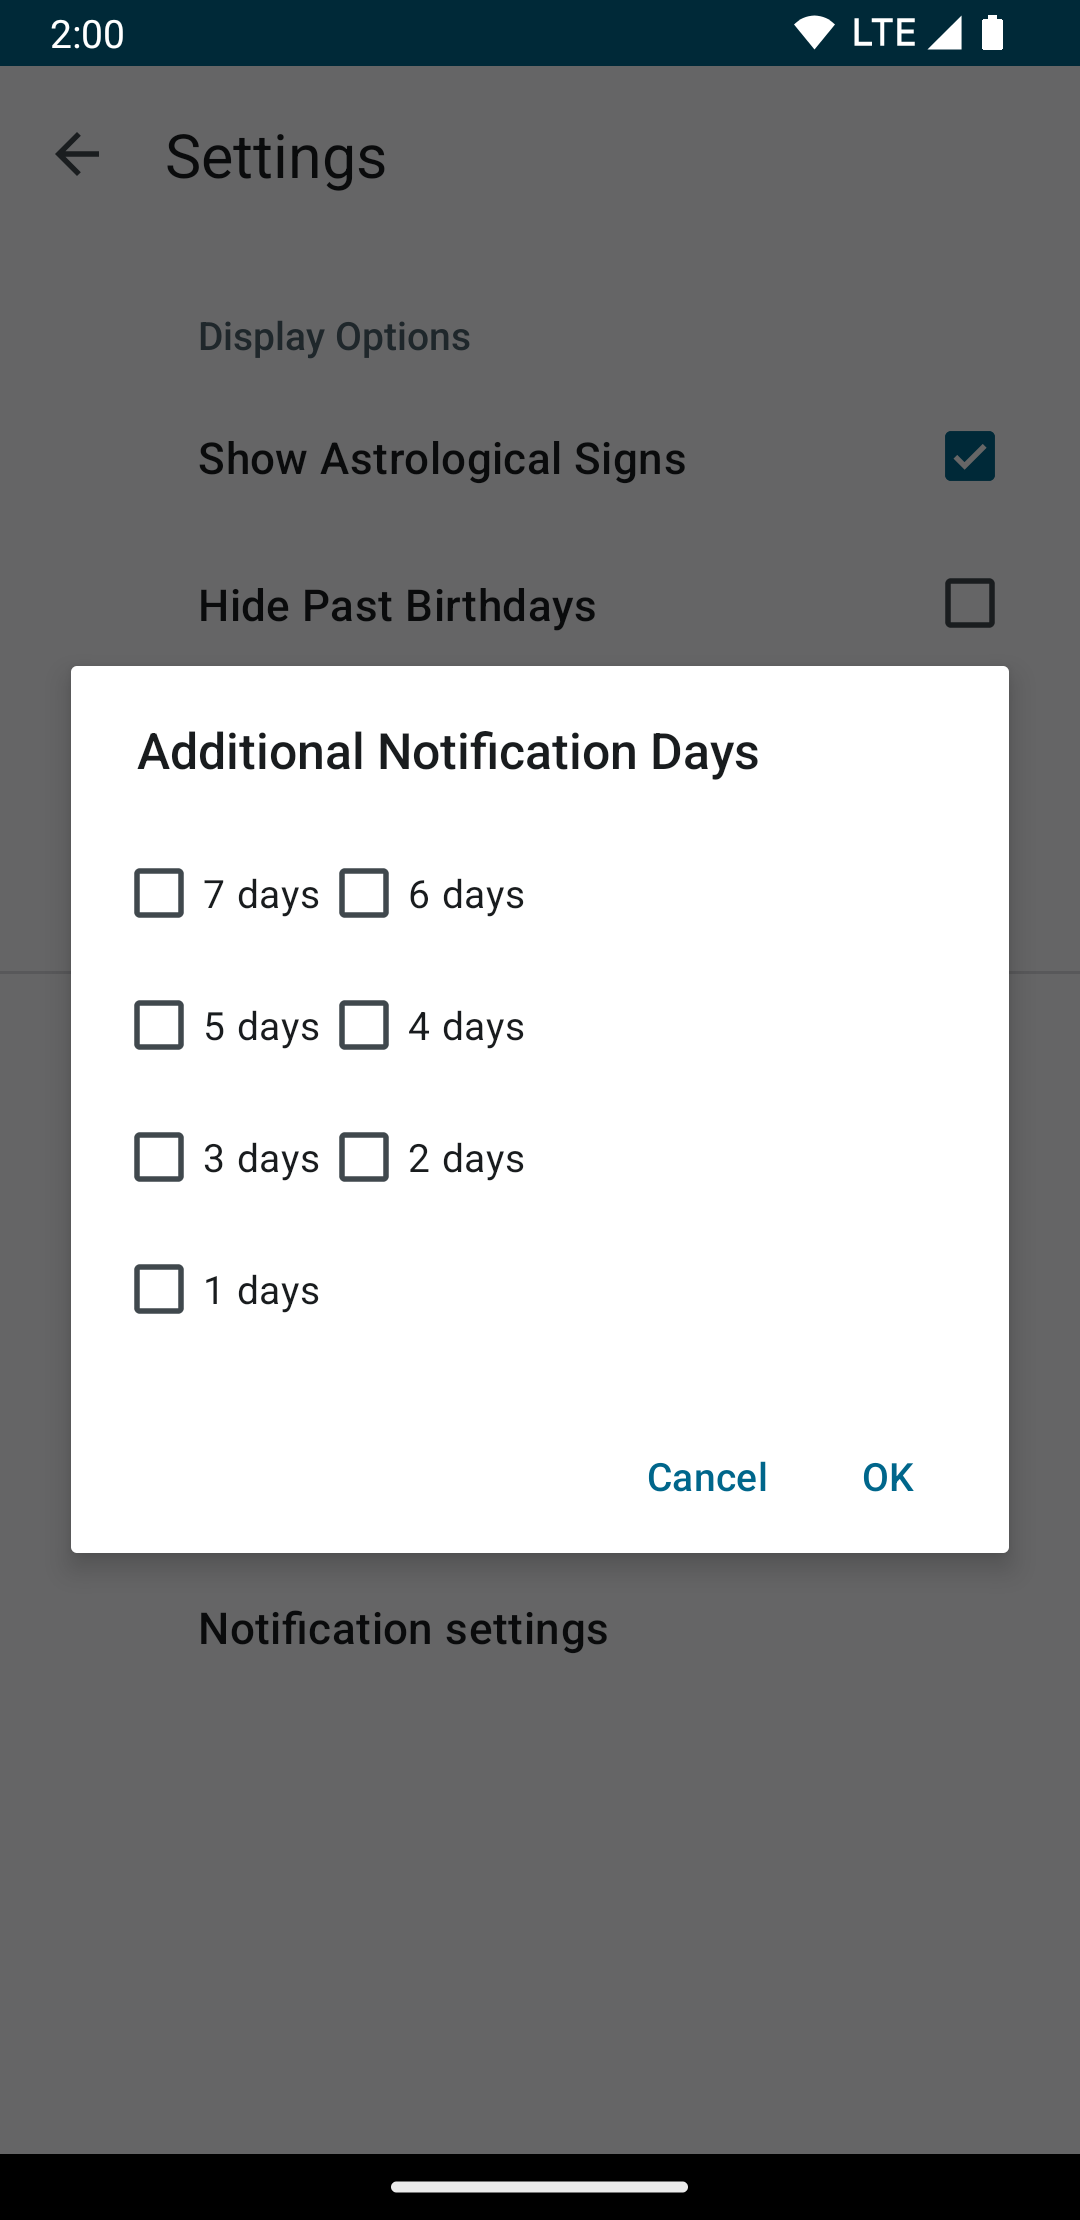 2:00 LTE
Settings
Display Options
Show Astrological Signs
Hide Past Birthdays
Additional Notification Days
7 days 6 days
5 days 4 days
3 days 2 days
1 days
Cancel OK
Notification settings